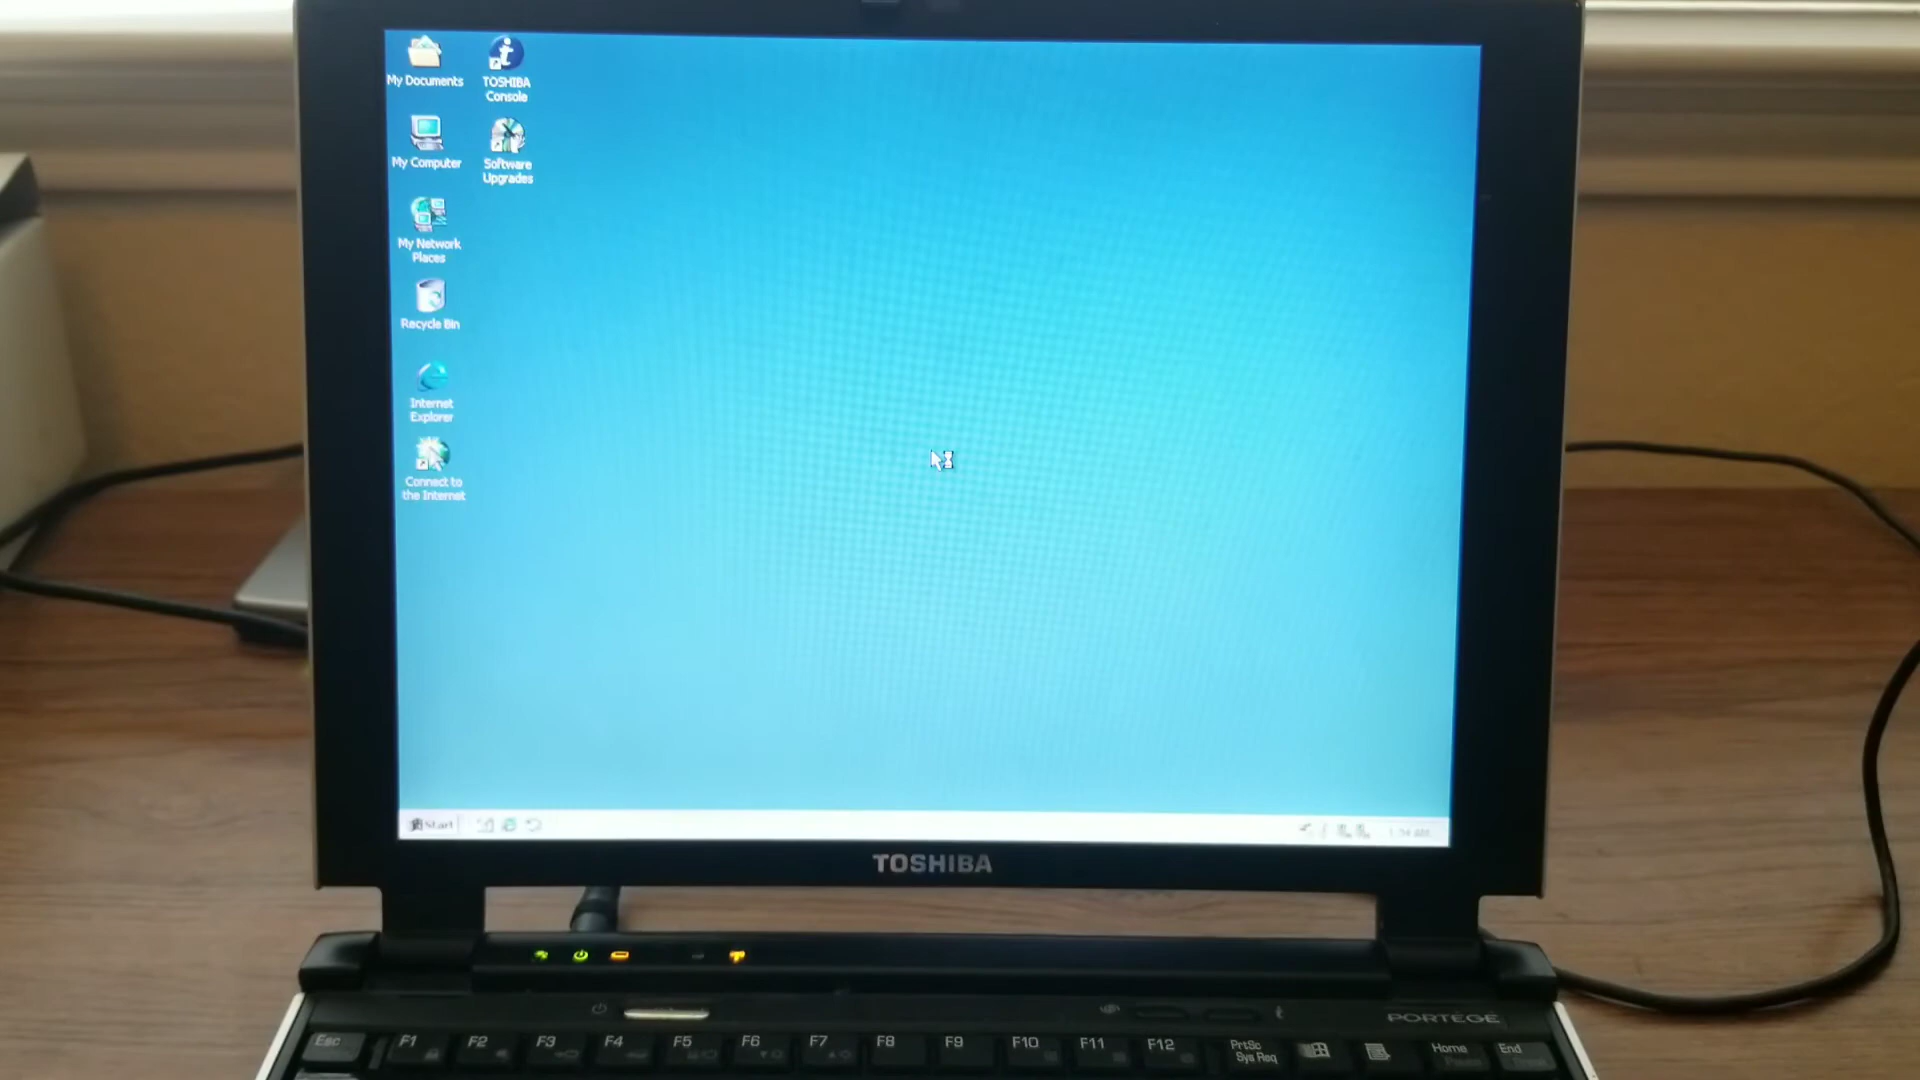 My Documents
TOSHIBA
Console
My Computer
Software
Upgrades
My Network
Places
Recycle Bin
Internet
Explorer
Connect to
the Internet
Start
TOSHIBA
PORTÉGÉ
Esc
F1
F2
F3
F4
F5
F6
F7
F8
F9
F10
F11
F12
PrtSc
Sys Req
Home
End